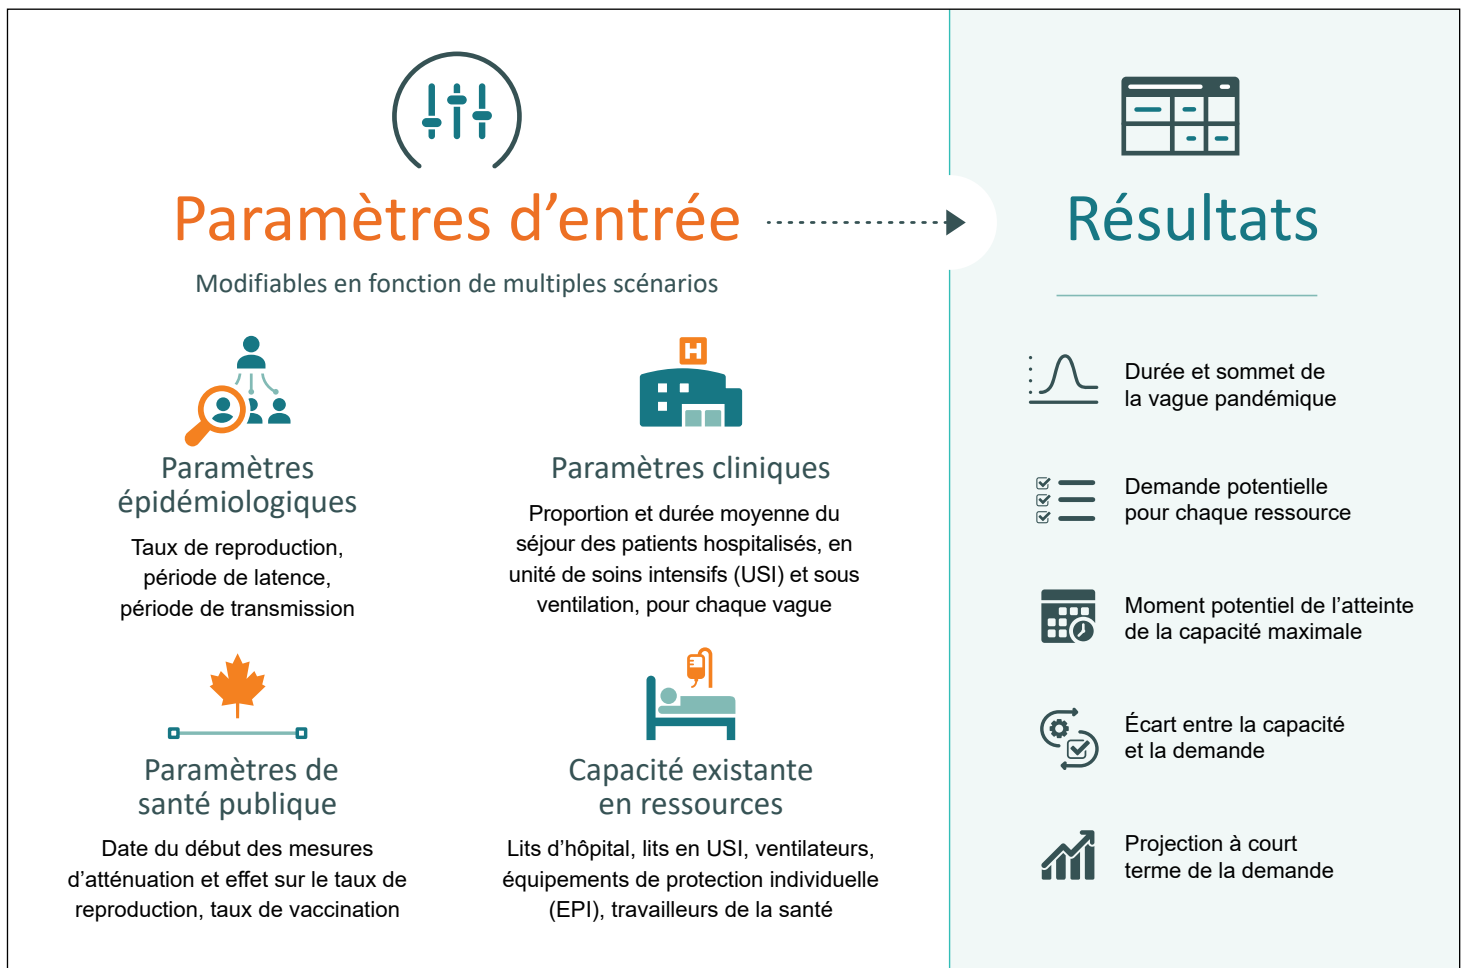 Paramètres d'entrée
Modifiables en fonction de multiples scénarios
Paramètres
épidémiologiques
Taux de reproduction,
période de latence,
période de transmission
H
Paramètres cliniques
Proportion et durée moyenne du
séjour des patients hospitalisés, en
unité de soins intensifs (USI) et sous
ventilation, pour chaque vague
Paramètres de
santé publique
Date du début des mesures
d'atténuation et effet sur le taux de
reproduction, taux de vaccination
Capacité existante
en ressources
Lits d'hôpital, lits en USI, ventilateurs,
équipements de protection individuelle
(EPI), travailleurs de la santé
Résultats
Durée et sommet de
la vague pandémique
Demande potentielle
pour chaque ressource
Moment potentiel de l'atteinte
de la capacité maximale
Écart entre la capacité
et la demande
Projection à court
terme de la demande